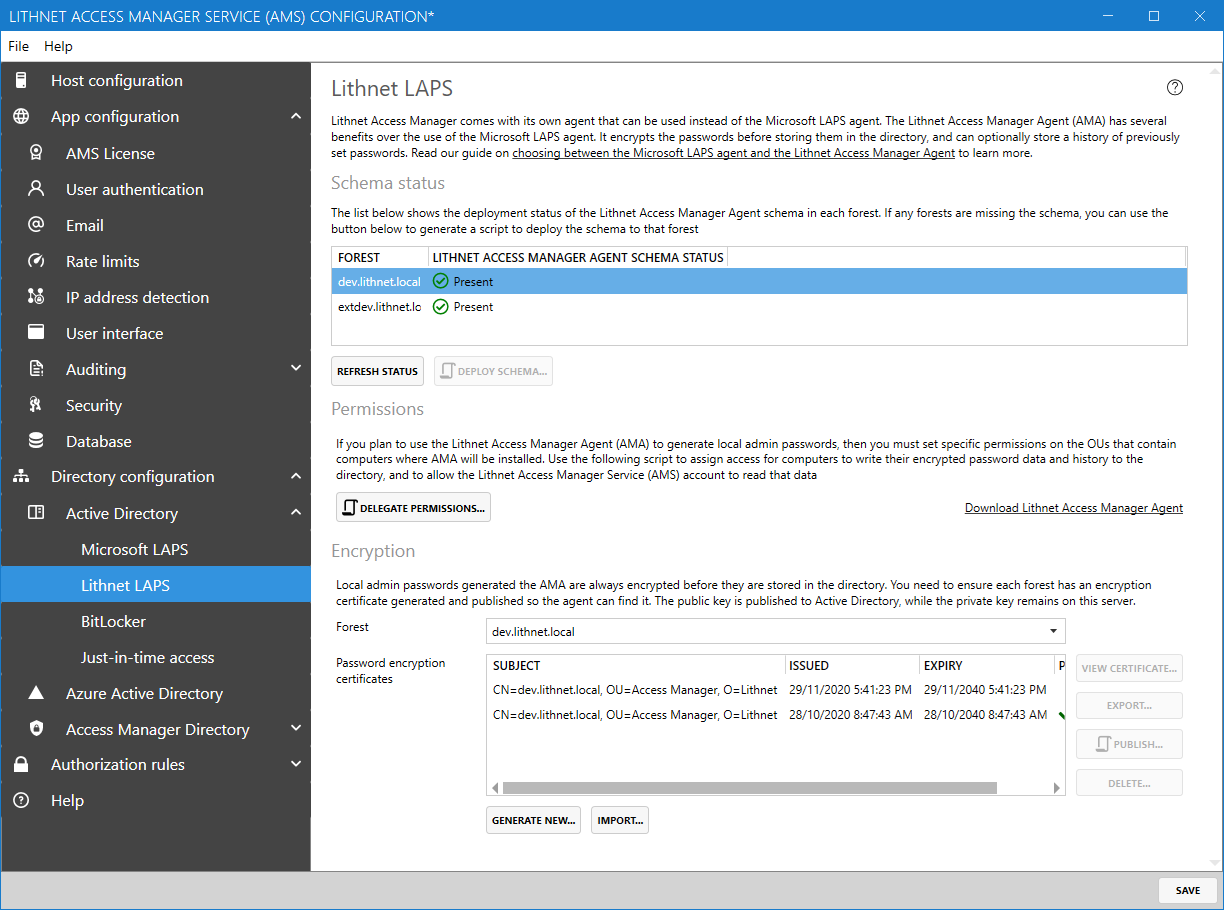 LITHNET ACCESS MANAGER SERVICE (AMS) CONFIGURATION*
File Help
Host configuration
App configuration
AMS License
User authentication
Email
Rate limits
IP address detection
User interface
Auditing
Security
Database
Directory configuration
Active Directory
Microsoft LAPS
Lithnet LAPS
BitLocker
Just-in-time access
Azure Active Directory
Access Manager Directory
Authorization rules
Help
Lithnet LAPS
Lithnet Access Manager comes with its own agent that can be used instead of the Microsoft LAPS agent. The Lithnet Access Manager Agent (AMA) has several
benefits over the use of the Microsoft LAPS agent. It encrypts the passwords before storing them in the directory, and can optionally store a history of previously
set passwords. Read our guide on choosing between the Microsoft LAPS agent and the Lithnet Access Manager Agent to learn more.
Schema status
The list below shows the deployment status of the Lithnet Access Manager Agent schema in each forest. If any forests are missing the schema, you can use the
button below to generate a script to deploy the schema to that forest
FOREST LITHNET ACCESS MANAGER AGENT SCHEMA STATUS
dev.lithnet.local Present
extdev.lithnet.lo Present
REFRESH STATUS DEPLOY SCHEMA...
Permissions
If you plan to use the Lithnet Access Manager Agent (AMA) to generate local admin passwords, then you must set specific permissions on the OUs that contain
computers where AMA will be installed. Use the following script to assign access for computers to write their encrypted password data and history to the
directory, and to allow the Lithnet Access Manager Service (AMS) account to read that data
DELEGATE PERMISSIONS... Download Lithnet Access Manager Agent
Encryption
Local admin passwords generated the AMA are always encrypted before they are stored in the directory. You need to ensure each forest has an encryption
certificate generated and published so the agent can find it. The public key is published to Active Directory, while the private key remains on this server.
Forest dev.lithnet.local
Password encryption
certificates
SUBJECT ISSUED EXPIRY P
CN=dev.lithnet.local, OU=Access Manager, O=Lithnet 29/11/2020 5:41:23 PM 29/11/2040 5:41:23 PM
CN=dev.lithnet.local, OU=Access Manager, O=Lithnet 28/10/2020 8:47:43 AM 28/10/2040 8:47:43 AM
VIEW CERTIFICATE...
EXPORT...
PUBLISH...
DELETE...
GENERATE NEW... IMPORT...
SAVE